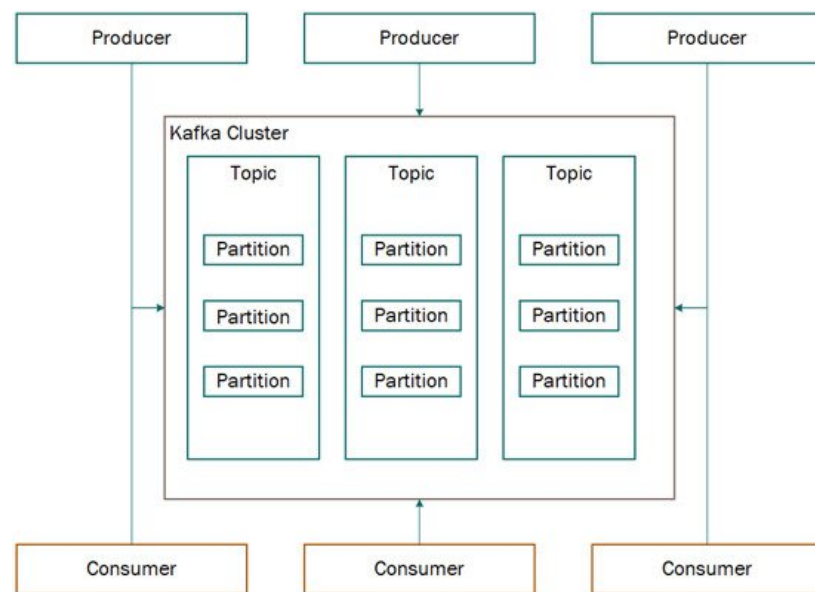 Producer
Producer
Producer
Kafka Cluster
Topic
Topic
Topic
Partition
Partition
Partition
Partition
Partition
Partition
Partition
Partition
Partition
Consumer
Consumer
Consumer